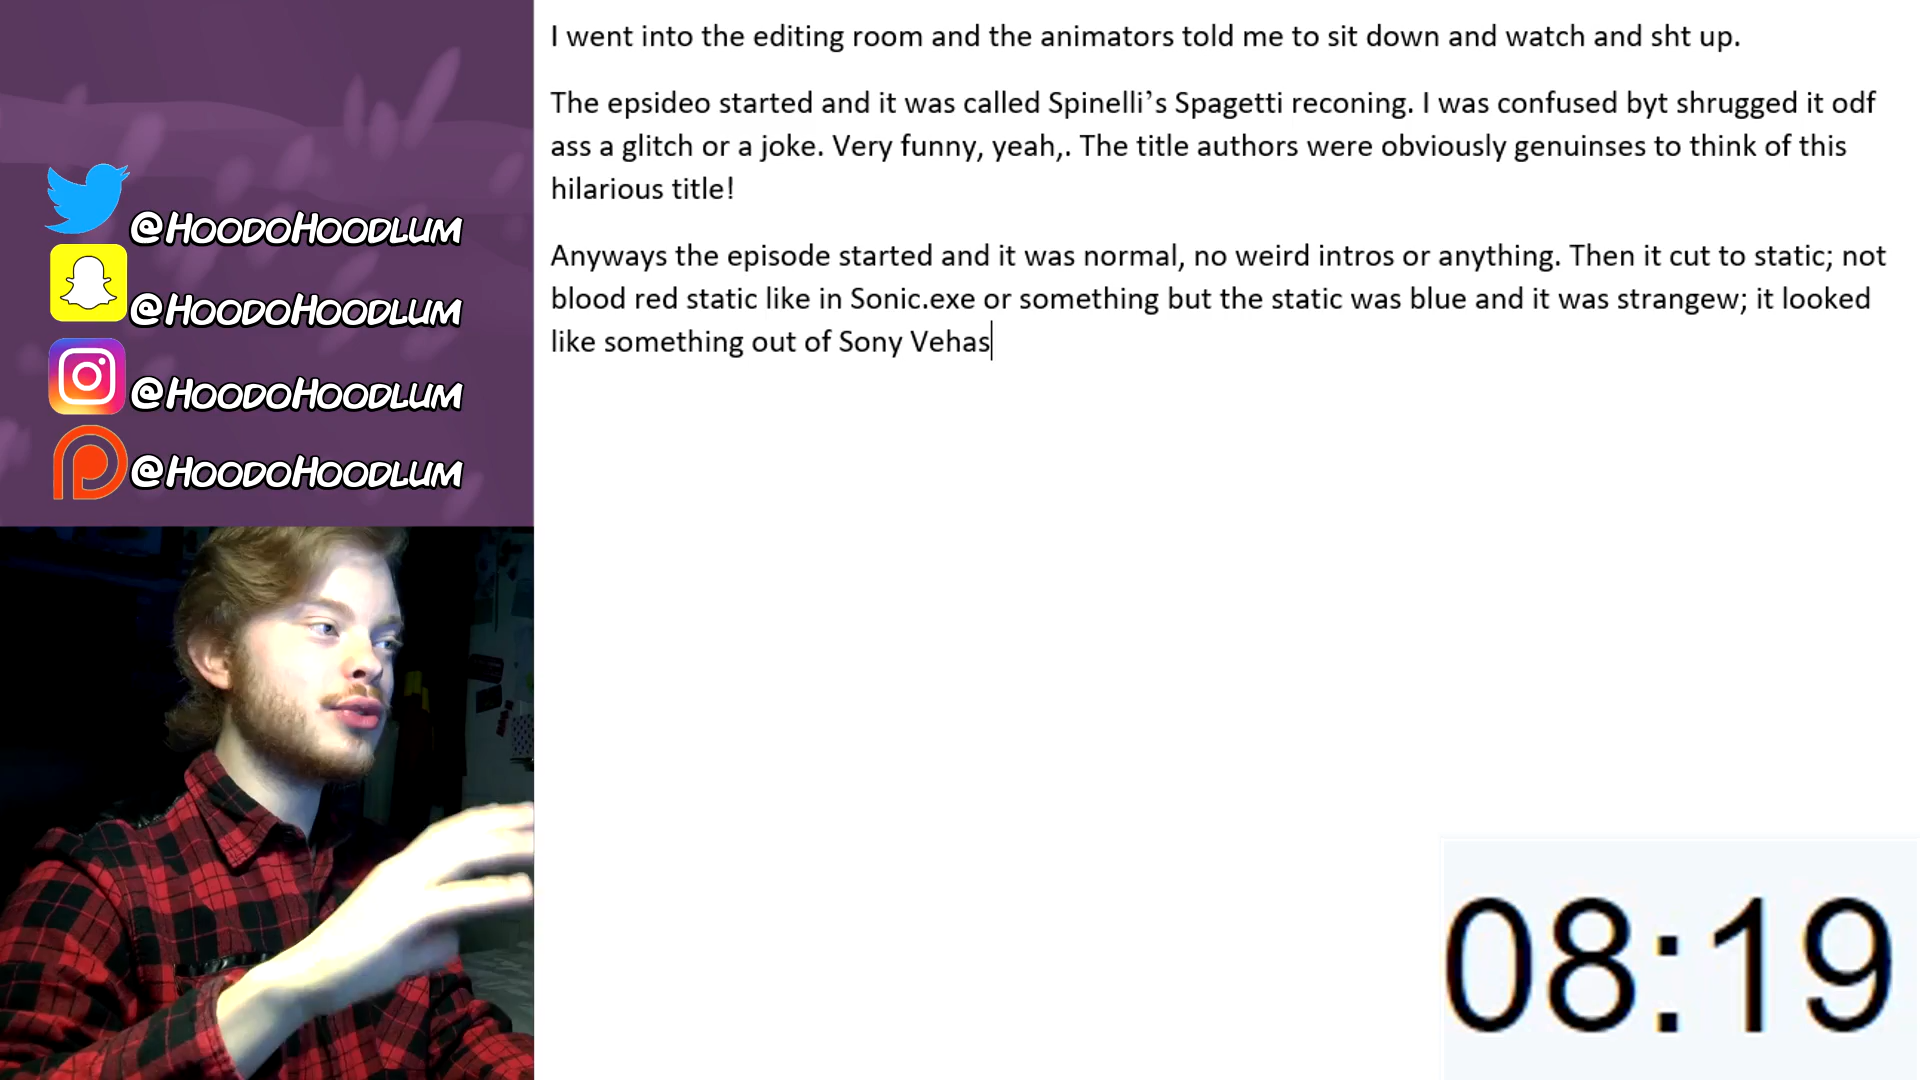 I went into the editing room and the animators told me to sit down and watch and sht up.
The epsideo started and it was called Spinelli’s Spagetti reconing. I was confused byt shrugged it odf
ass a glitch or a joke. Very funny, yeah,. The title authors were obviously genuinses to think of this
hilarious title!
Anyways the episode started and it was normal, no weird intros or anything. Then it cut to static; not
blood red static like in Sonic.exe or something but the static was blue and it was strangew; it looked
like something out of Sony Vehas
@HoodoHoodlum
@HoodoHoodlum
@HoodoHoodlum
@HoodoHoodlum
08:19